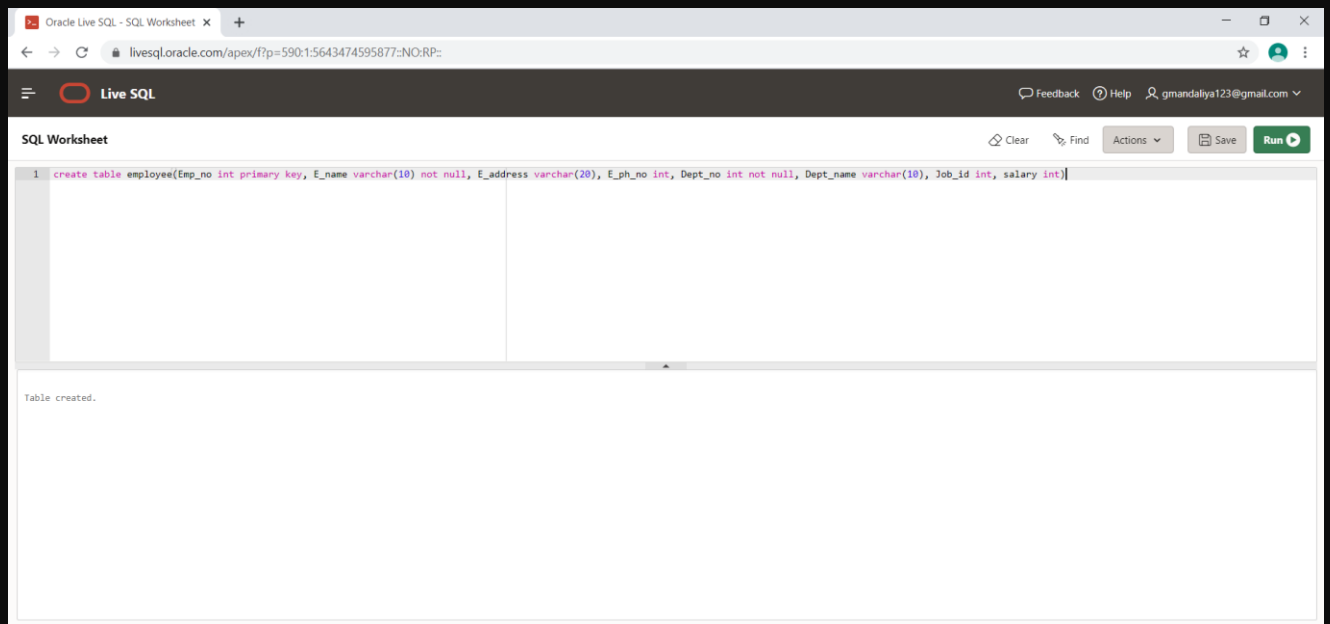 Oracle Live SQL - SQL Worksheet
livesql.oracle.com/apex/f?p=590:1:5643474595877::NO:RP::
Live SQL
Feedback
Help
gmandaliya123@gmail.com
SQL Worksheet
Clear
Find
Actions
Save
Run
1 create table employee(Emp_no int primary key, E_name varchar(10) not null, E_address varchar(20), E_ph_no int, Dept_no int not null, Dept_name varchar(10), Job_id int, salary int)
Table created.